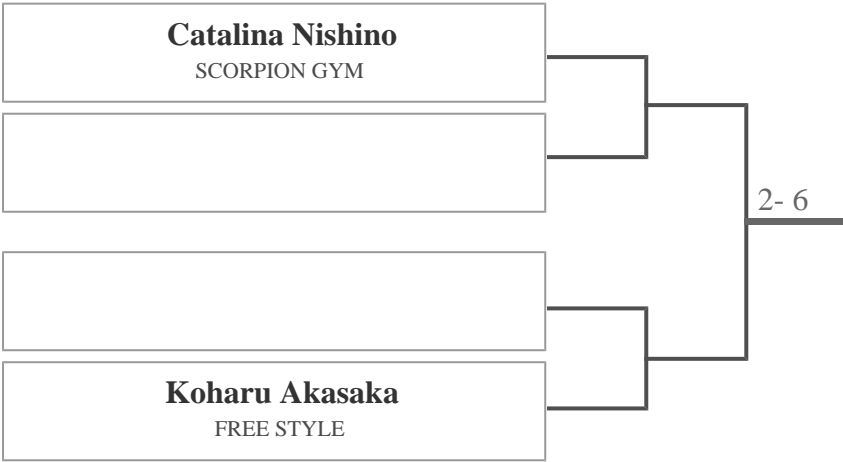 Catalina Nishino
SCORPION GYM
2- 6
Koharu Akasaka
FREE STYLE